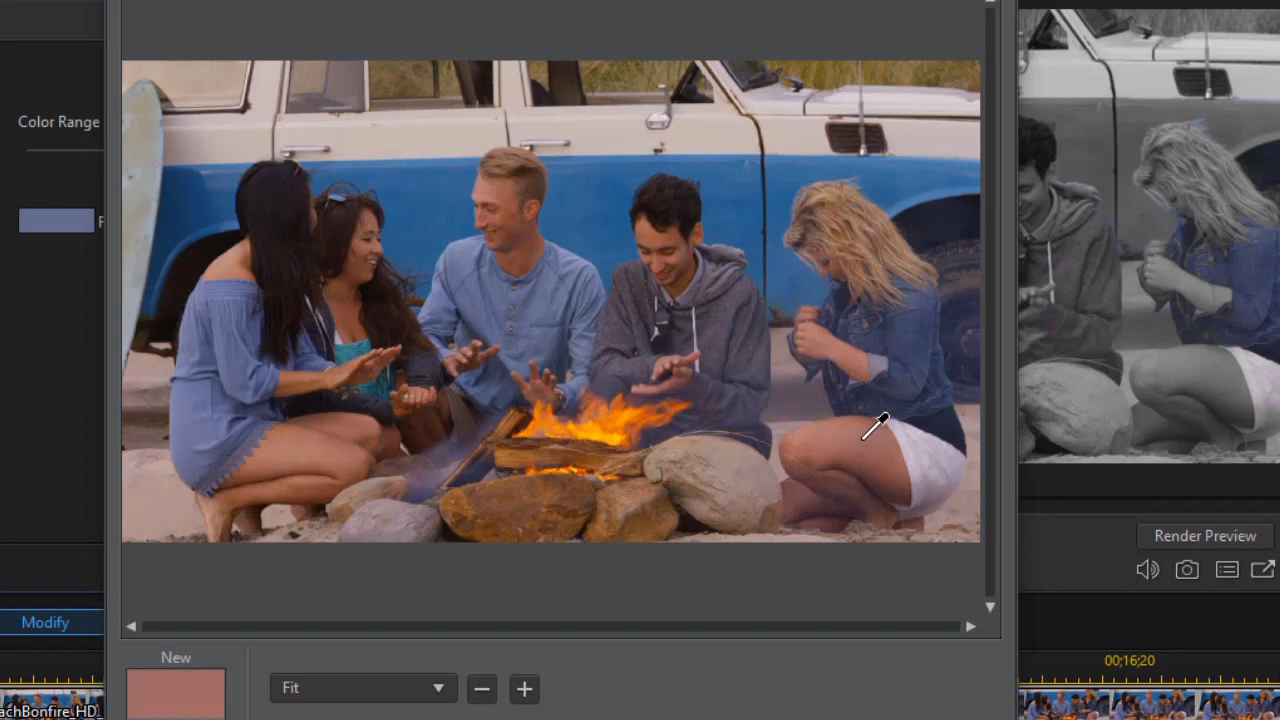 Color Range
Render Preview
Modify
New
00;16;20
Fit
achBonfire_HD